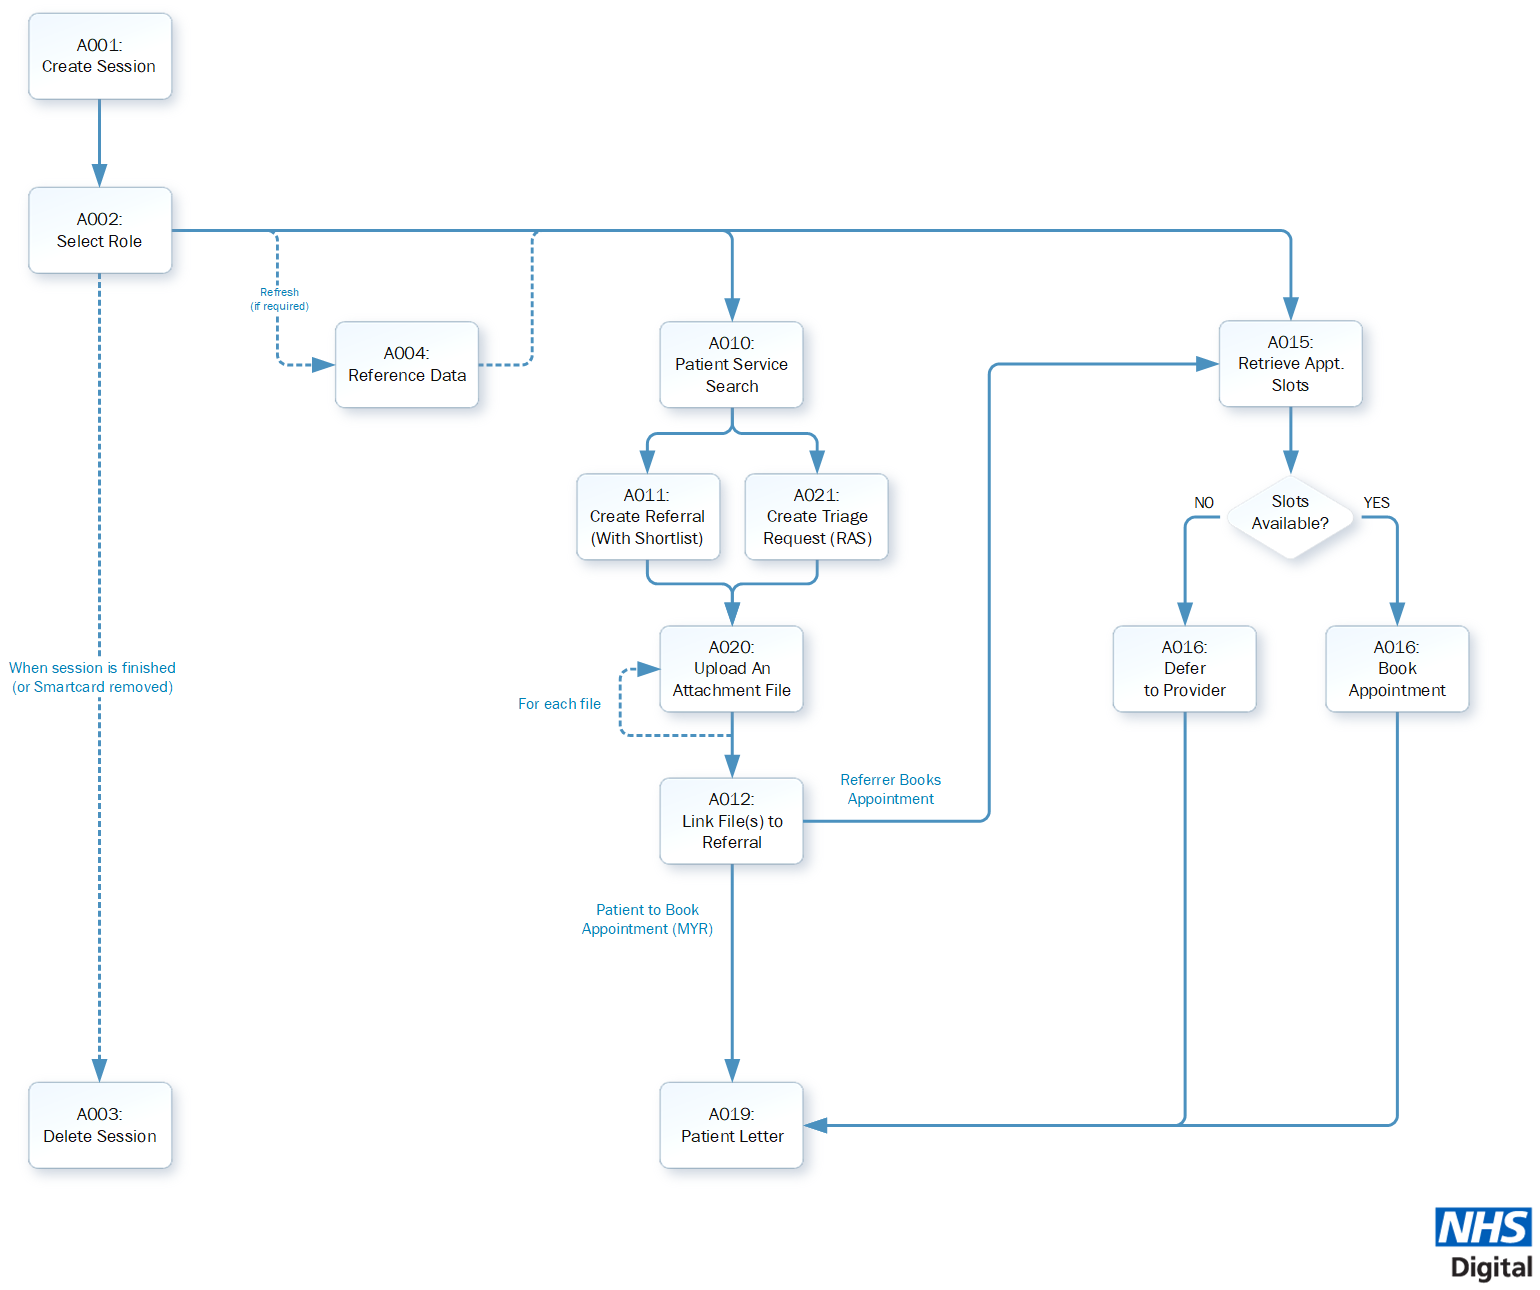 A001:
Create Session
A002:
Select Role
Refresh
(if required)
A004:
Reference Data
A010:
Patient Service
Search
A015:
Retrieve Appt.
Slots
A011:
Create Referral
(With Shortlist)
A021:
Create Triage
Request (RAS)
NO
Slots
Available?
YES
A020:
Upload An
Attachment File
For each file
A016:
Defer
to Provider
A016:
Book
Appointment
When session is finished
(or Smartcard removed)
A012:
Link File(s) to
Referral
Referrer Books
Appointment
Patient to Book
Appointment (MYR)
A003:
Delete Session
A019:
Patient Letter
NHS
Digital